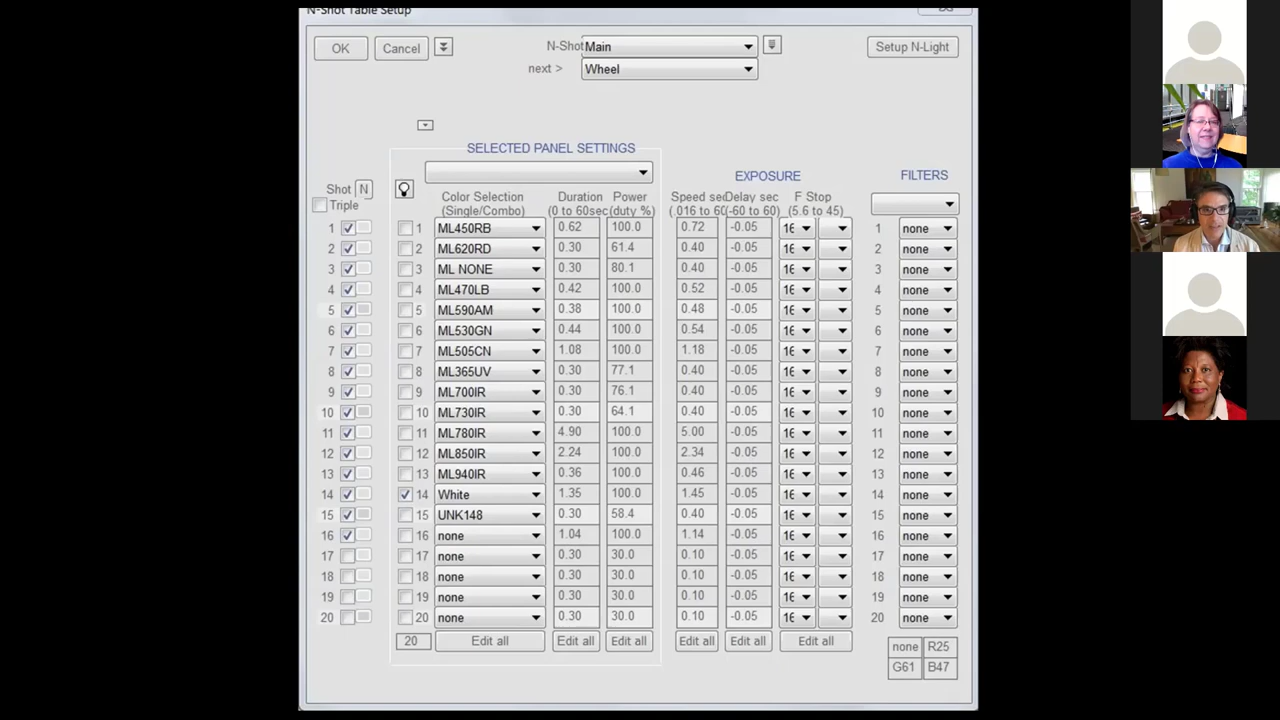 N-Shot Table Setup
OK Cancel N-Shot Main Setup N-Light
next > Wheel
SELECTED PANEL SETTINGS
EXPOSURE FILTERS
Shot N Color Selection Duration Power Speed sec Delay sec F Stop
Triple (Single/Combo) (0 to 60sec) (duty %) (.016 to 60 (-60 to 60) (5.6 to 45)
1 1 ML450RB 0.62 100.0 0.72 -0.05 16 1 none
2 2 ML620RD 0.30 61.4 0.40 -0.05 16 2 none
3 3 ML NONE 0.30 80.1 0.40 -0.05 16 3 none
4 4 ML470LB 0.42 100.0 0.52 -0.05 16 4 none
5 5 ML590AM 0.38 100.0 0.48 -0.05 16 5 none
6 6 ML530GN 0.44 100.0 0.54 -0.05 16 6 none
7 7 ML505CN 1.08 100.0 1.18 -0.05 16 7 none
8 8 ML365UV 0.30 77.1 0.40 -0.05 16 8 none
9 9 ML700IR 0.30 76.1 0.40 -0.05 16 9 none
10 10 ML730IR 0.30 64.1 0.40 -0.05 16 10 none
11 11 ML780IR 4.90 100.0 5.00 -0.05 16 11 none
12 12 ML850IR 2.24 100.0 2.34 -0.05 16 12 none
13 13 ML940IR 0.36 100.0 0.46 -0.05 16 13 none
14 14 White 1.35 100.0 1.45 -0.05 16 14 none
15 15 UNK148 0.30 58.4 0.40 -0.05 16 15 none
16 16 none 1.04 100.0 1.14 -0.05 16 16 none
17 17 none 0.30 30.0 0.10 -0.05 16 17 none
18 18 none 0.30 30.0 0.10 -0.05 16 18 none
19 19 none 0.30 30.0 0.10 -0.05 16 19 none
20 20 none 0.30 30.0 0.10 -0.05 16 20 none
20 Edit all Edit all Edit all Edit all Edit all Edit all
none R25
G61 B47